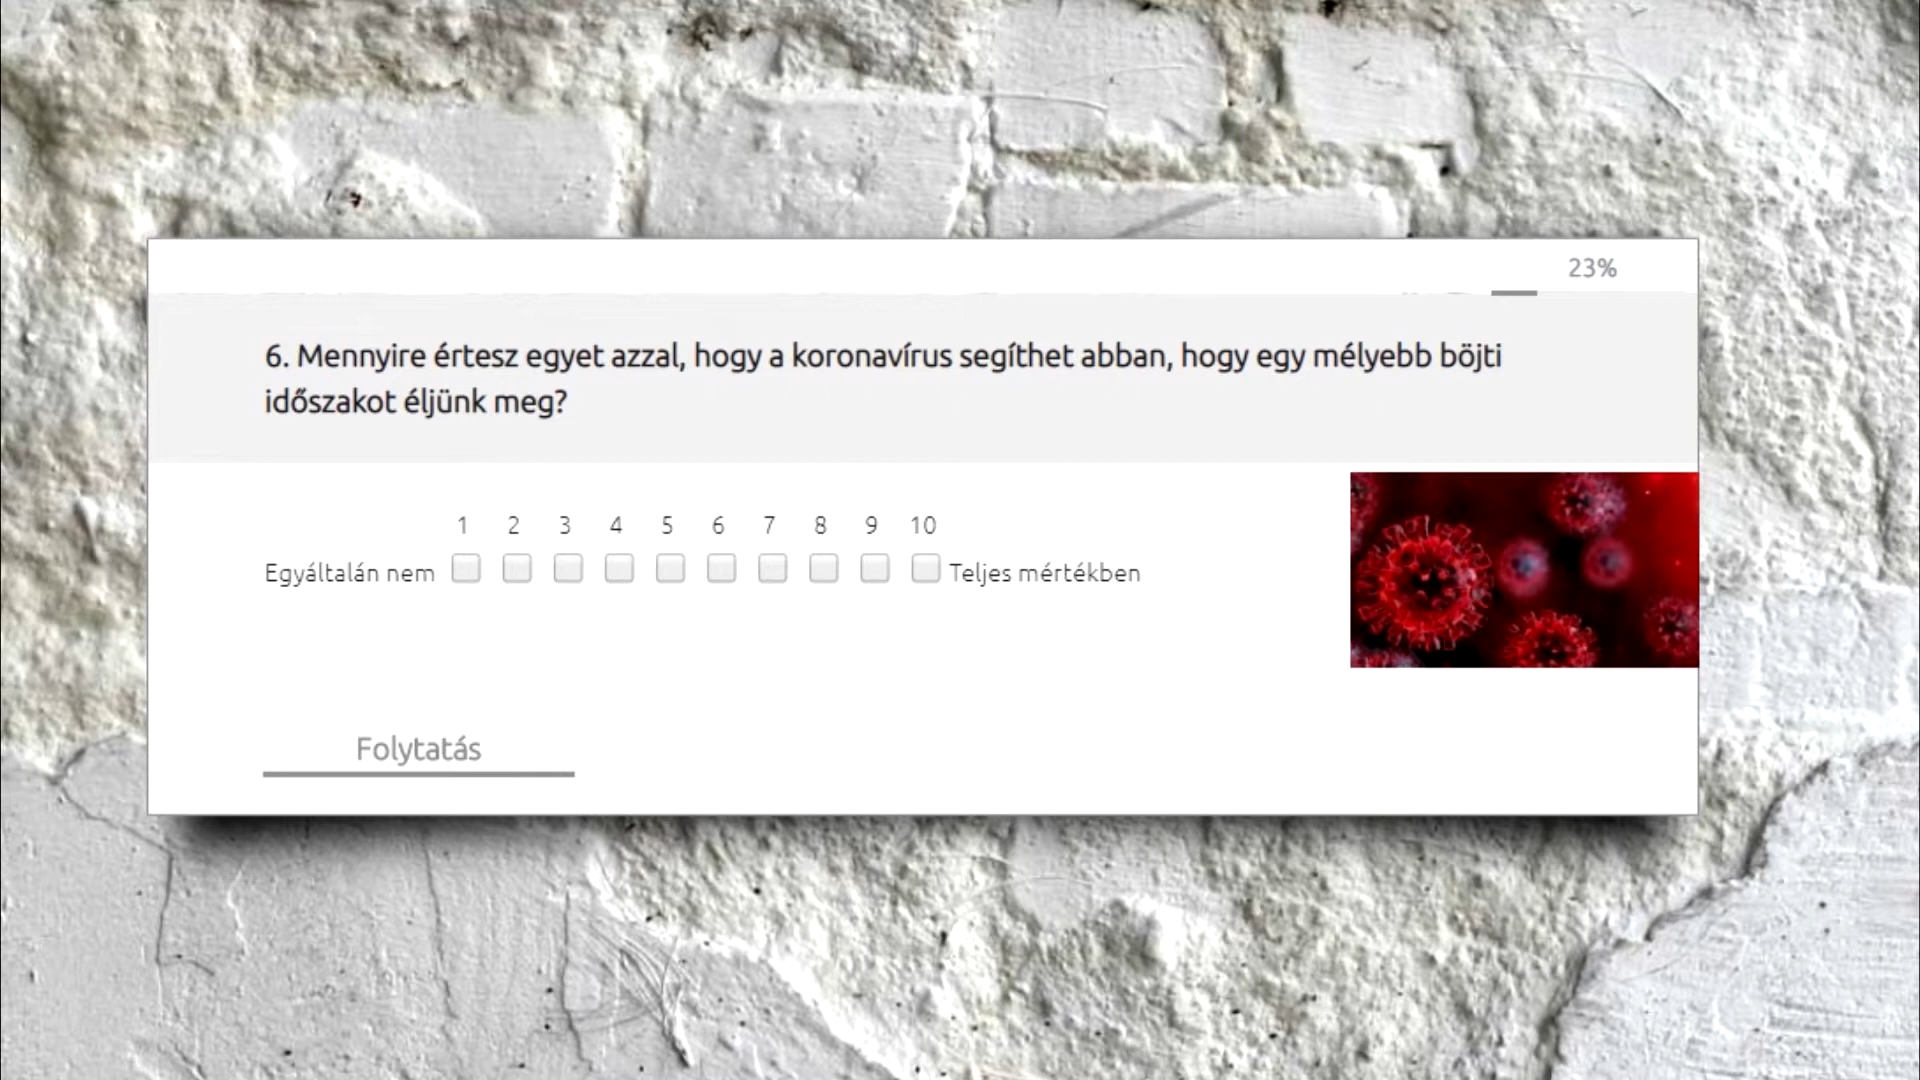 23%
6. Mennyire értesz egyet azzal, hogy a koronavírus segíthet abban, hogy egy mélyebb böjti
időszakot éljünk meg?
1 2 3 4 5 6 7 8 9 10
Egyáltalán nem Teljes mértékben
Folytatás